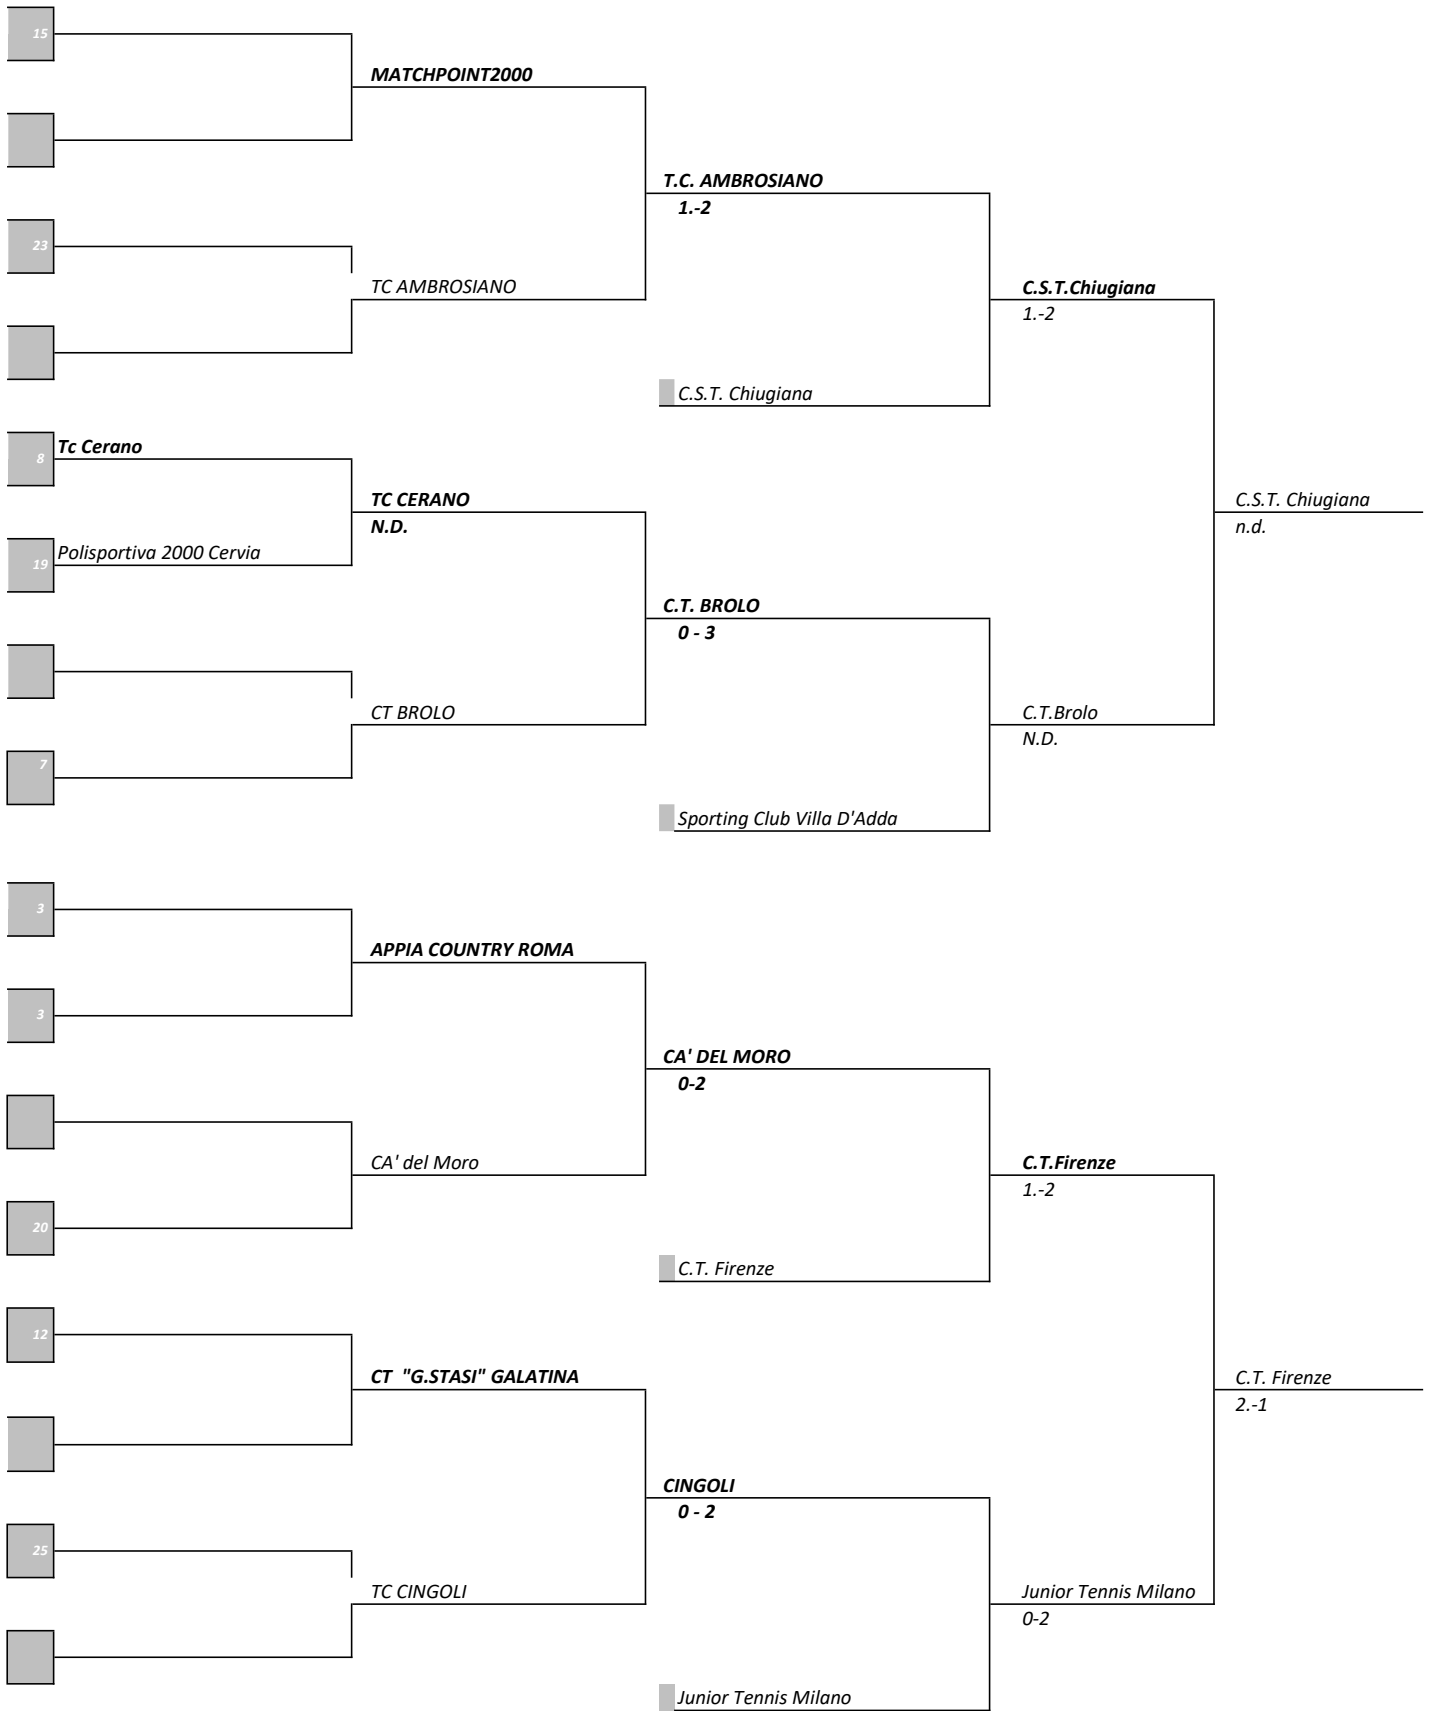 15
MATCHPOINT2000
T.C. AMBROSIANO
1.-2
23
TC AMBROSIANO
C.S.T.Chiugiana
1.-2
C.S.T. Chiugiana
Tc Cerano
8
TC CERANO
N.D.
C.S.T. Chiugiana
n.d.
Polisportiva 2000 Cervia
19
C.T. BROLO
0 - 3
CT BROLO
C.T.Brolo
N.D.
7
Sporting Club Villa D'Adda
3
APPIA COUNTRY ROMA
3
CA' DEL MORO
0-2
CA' del Moro
C.T.Firenze
1.-2
20
C.T. Firenze
12
CT "G.STASI" GALATINA
C.T. Firenze
2.-1
CINGOLI
0 - 2
25
TC CINGOLI
Junior Tennis Milano
0-2
Junior Tennis Milano